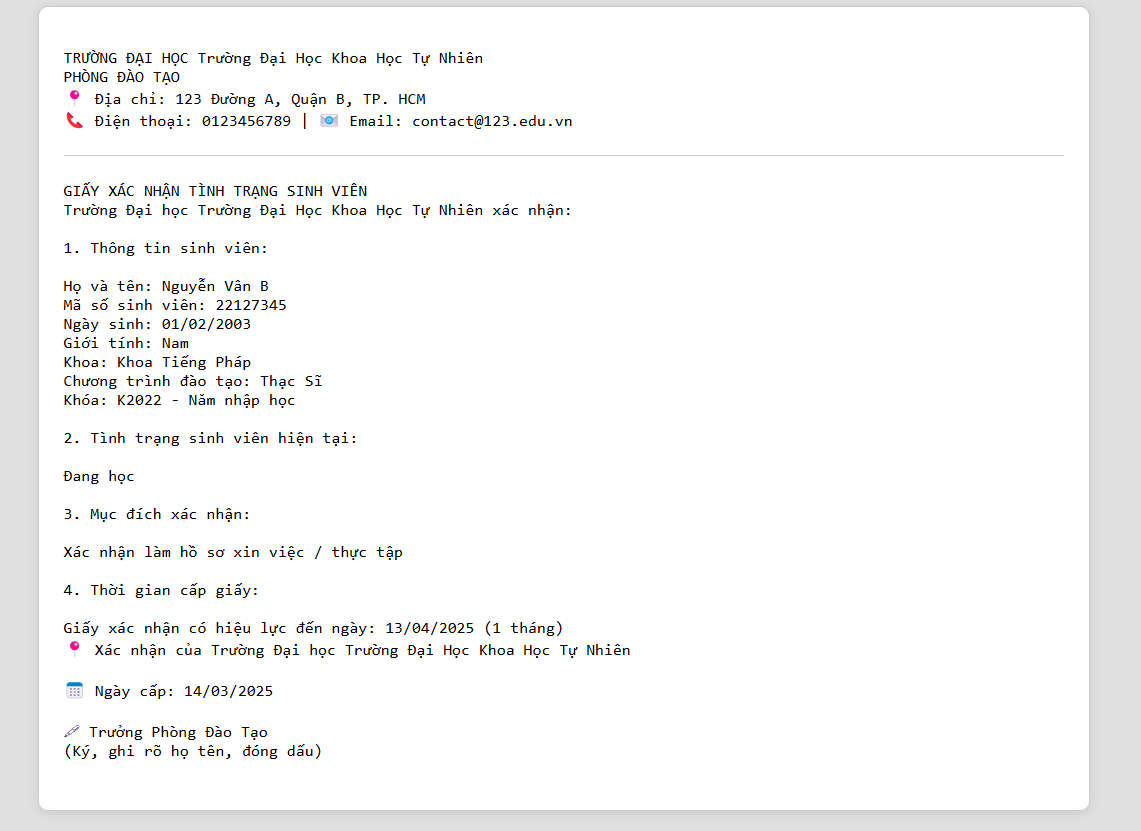 TRƯỜNG ĐẠI HỌC Trường Đại Học Khoa Học Tự Nhiên
PHÒNG ĐÀO TẠO
Địa chỉ: 123 Đường A, Quận B, TP. HCM
Điện thoại: 0123456789 | Email: contact@123.edu.vn
GIẤY XÁC NHẬN TÌNH TRẠNG SINH VIÊN
Trường Đại học Trường Đại Học Khoa Học Tự Nhiên xác nhận:
1. Thông tin sinh viên:
Họ và tên: Nguyễn Vân B
Mã số sinh viên: 22127345
Ngày sinh: 01/02/2003
Giới tính: Nam
Khoa: Khoa Tiếng Pháp
Chương trình đào tạo: Thạc Sĩ
Khóa: K2022 - Năm nhập học
2. Tình trạng sinh viên hiện tại:
Đang học
3. Mục đích xác nhận:
Xác nhận làm hồ sơ xin việc / thực tập
4. Thời gian cấp giấy:
Giấy xác nhận có hiệu lực đến ngày: 13/04/2025 (1 tháng)
Xác nhận của Trường Đại học Trường Đại Học Khoa Học Tự Nhiên
Ngày cấp: 14/03/2025
Trưởng Phòng Đào Tạo
(Ký, ghi rõ họ tên, đóng dấu)